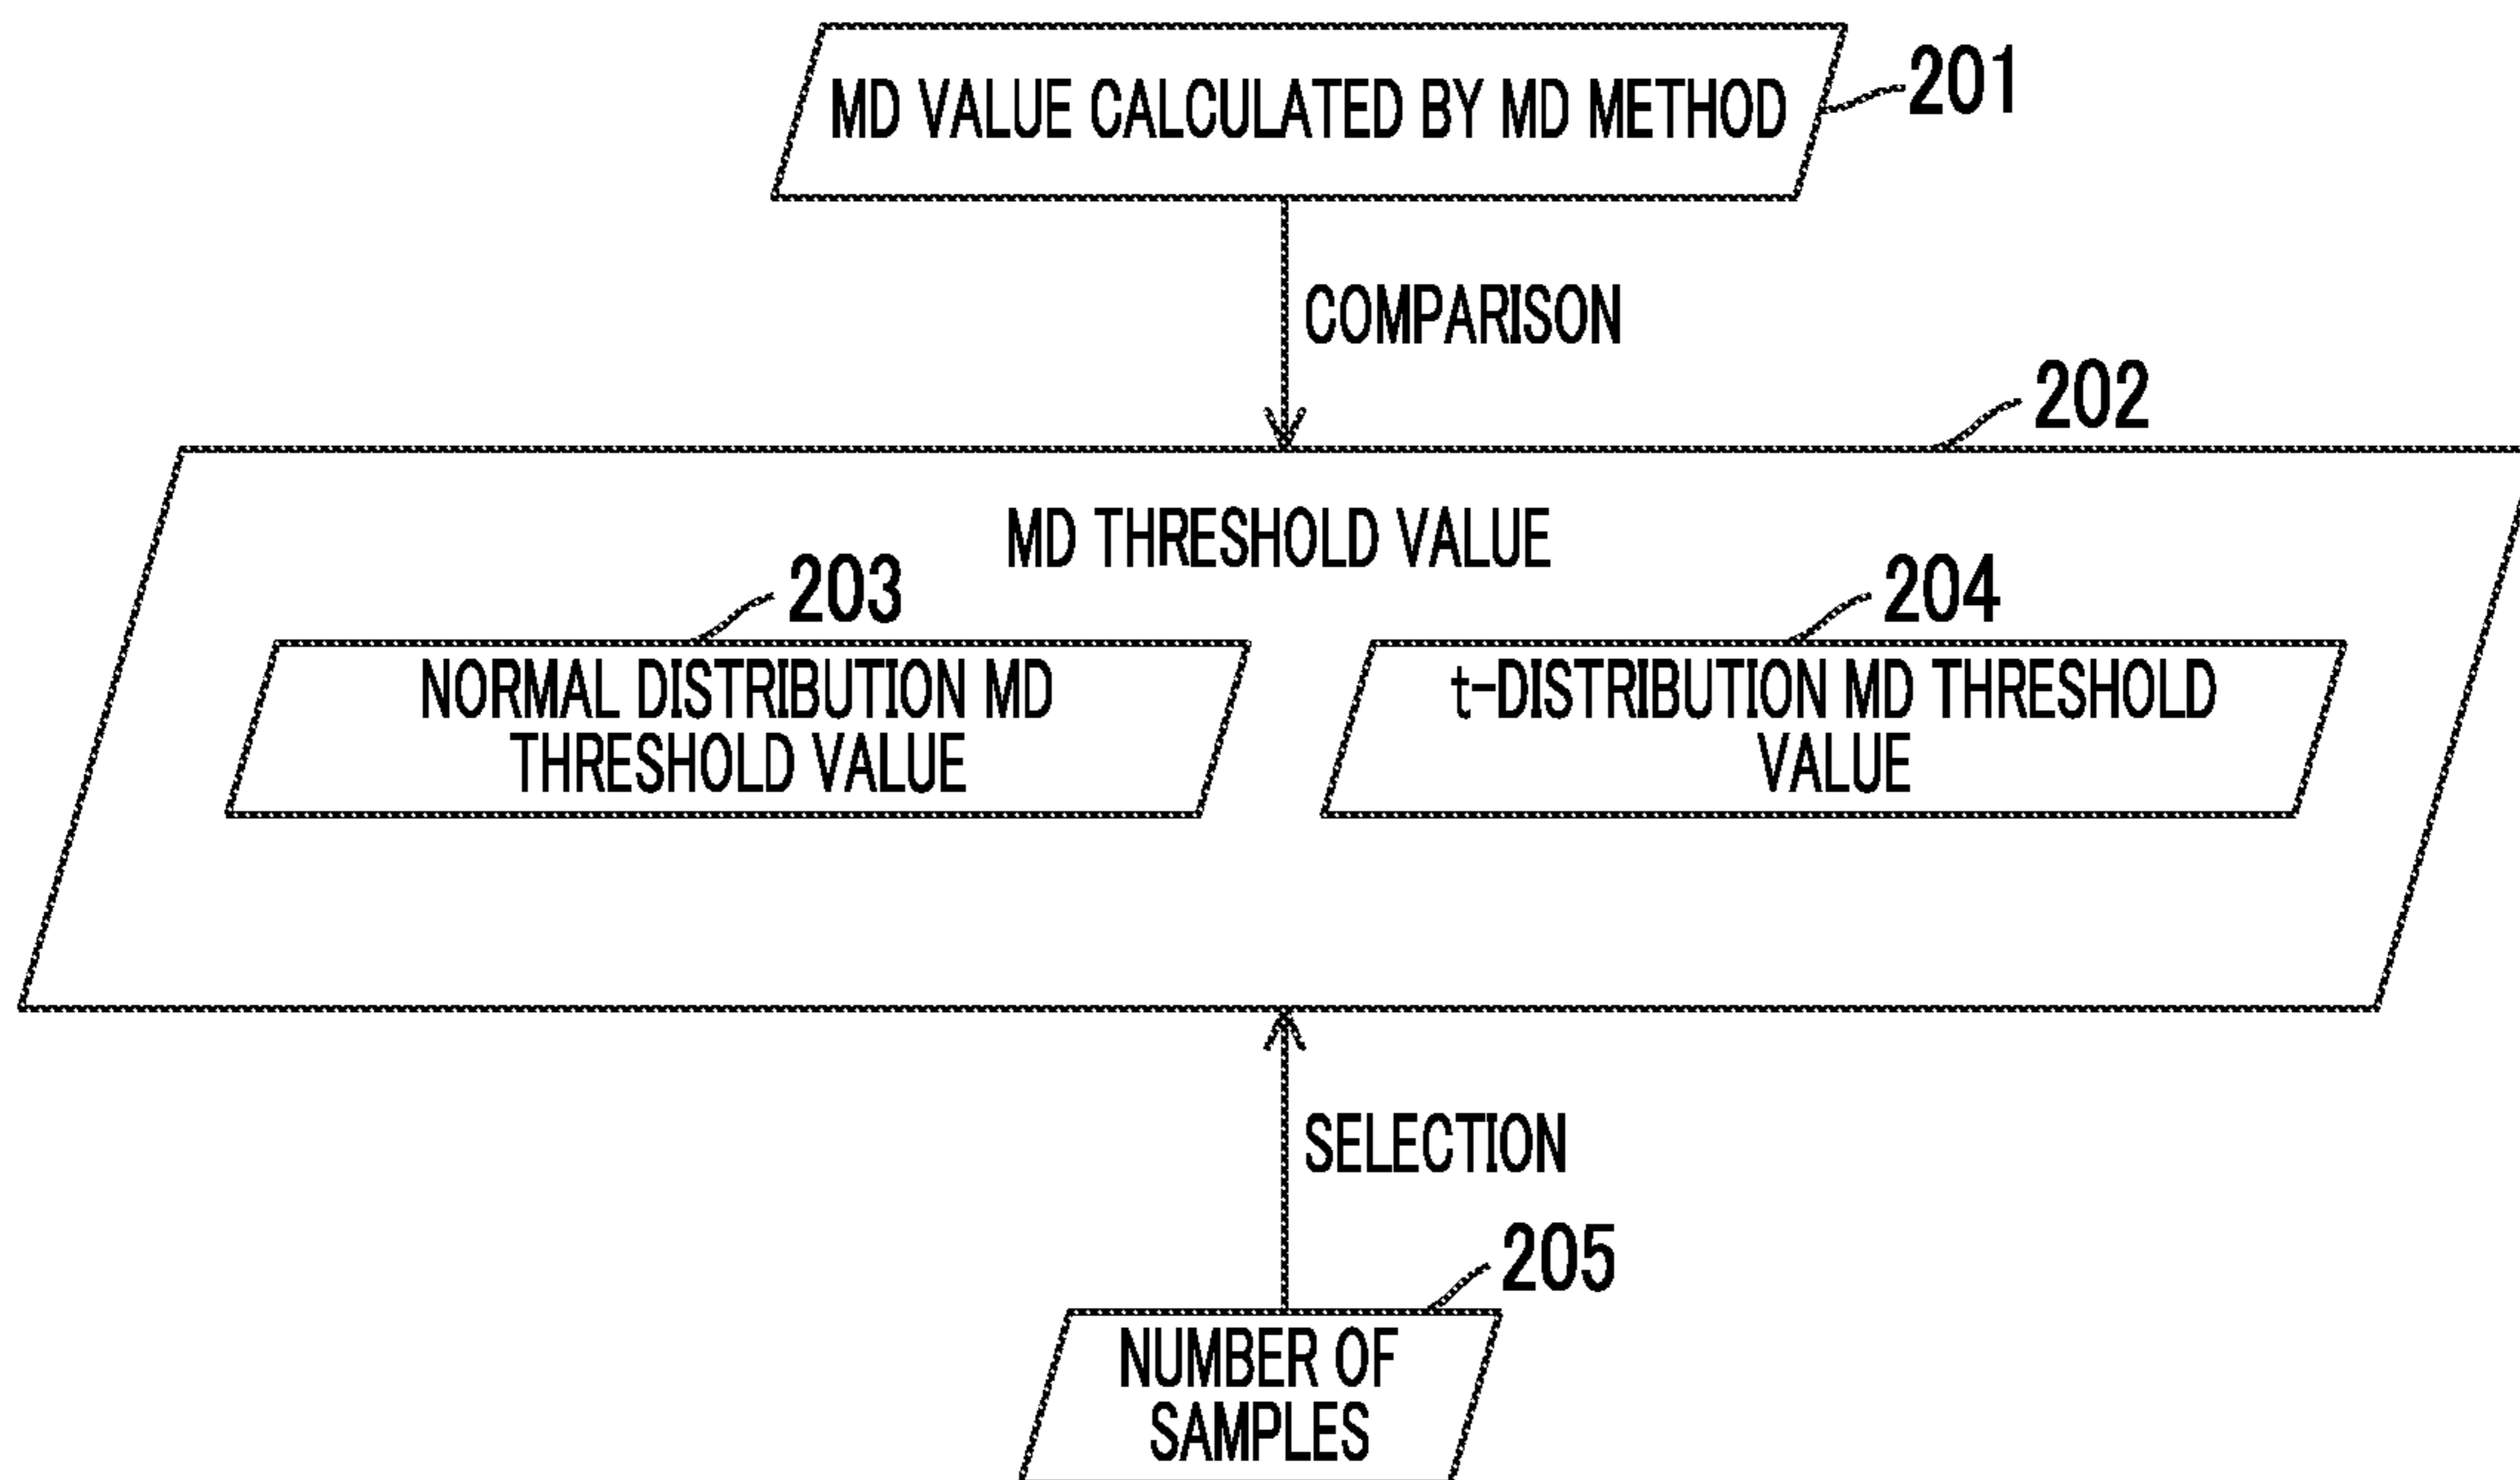 MD VALUE CALCULATED BY MD METHOD
201
COMPARISON
202
MD THRESHOLD VALUE
203
204
NORMAL DISTRIBUTION MD
THRESHOLD VALUE
t-DISTRIBUTION MD THRESHOLD
VALUE
SELECTION
205
NUMBER OF
SAMPLES